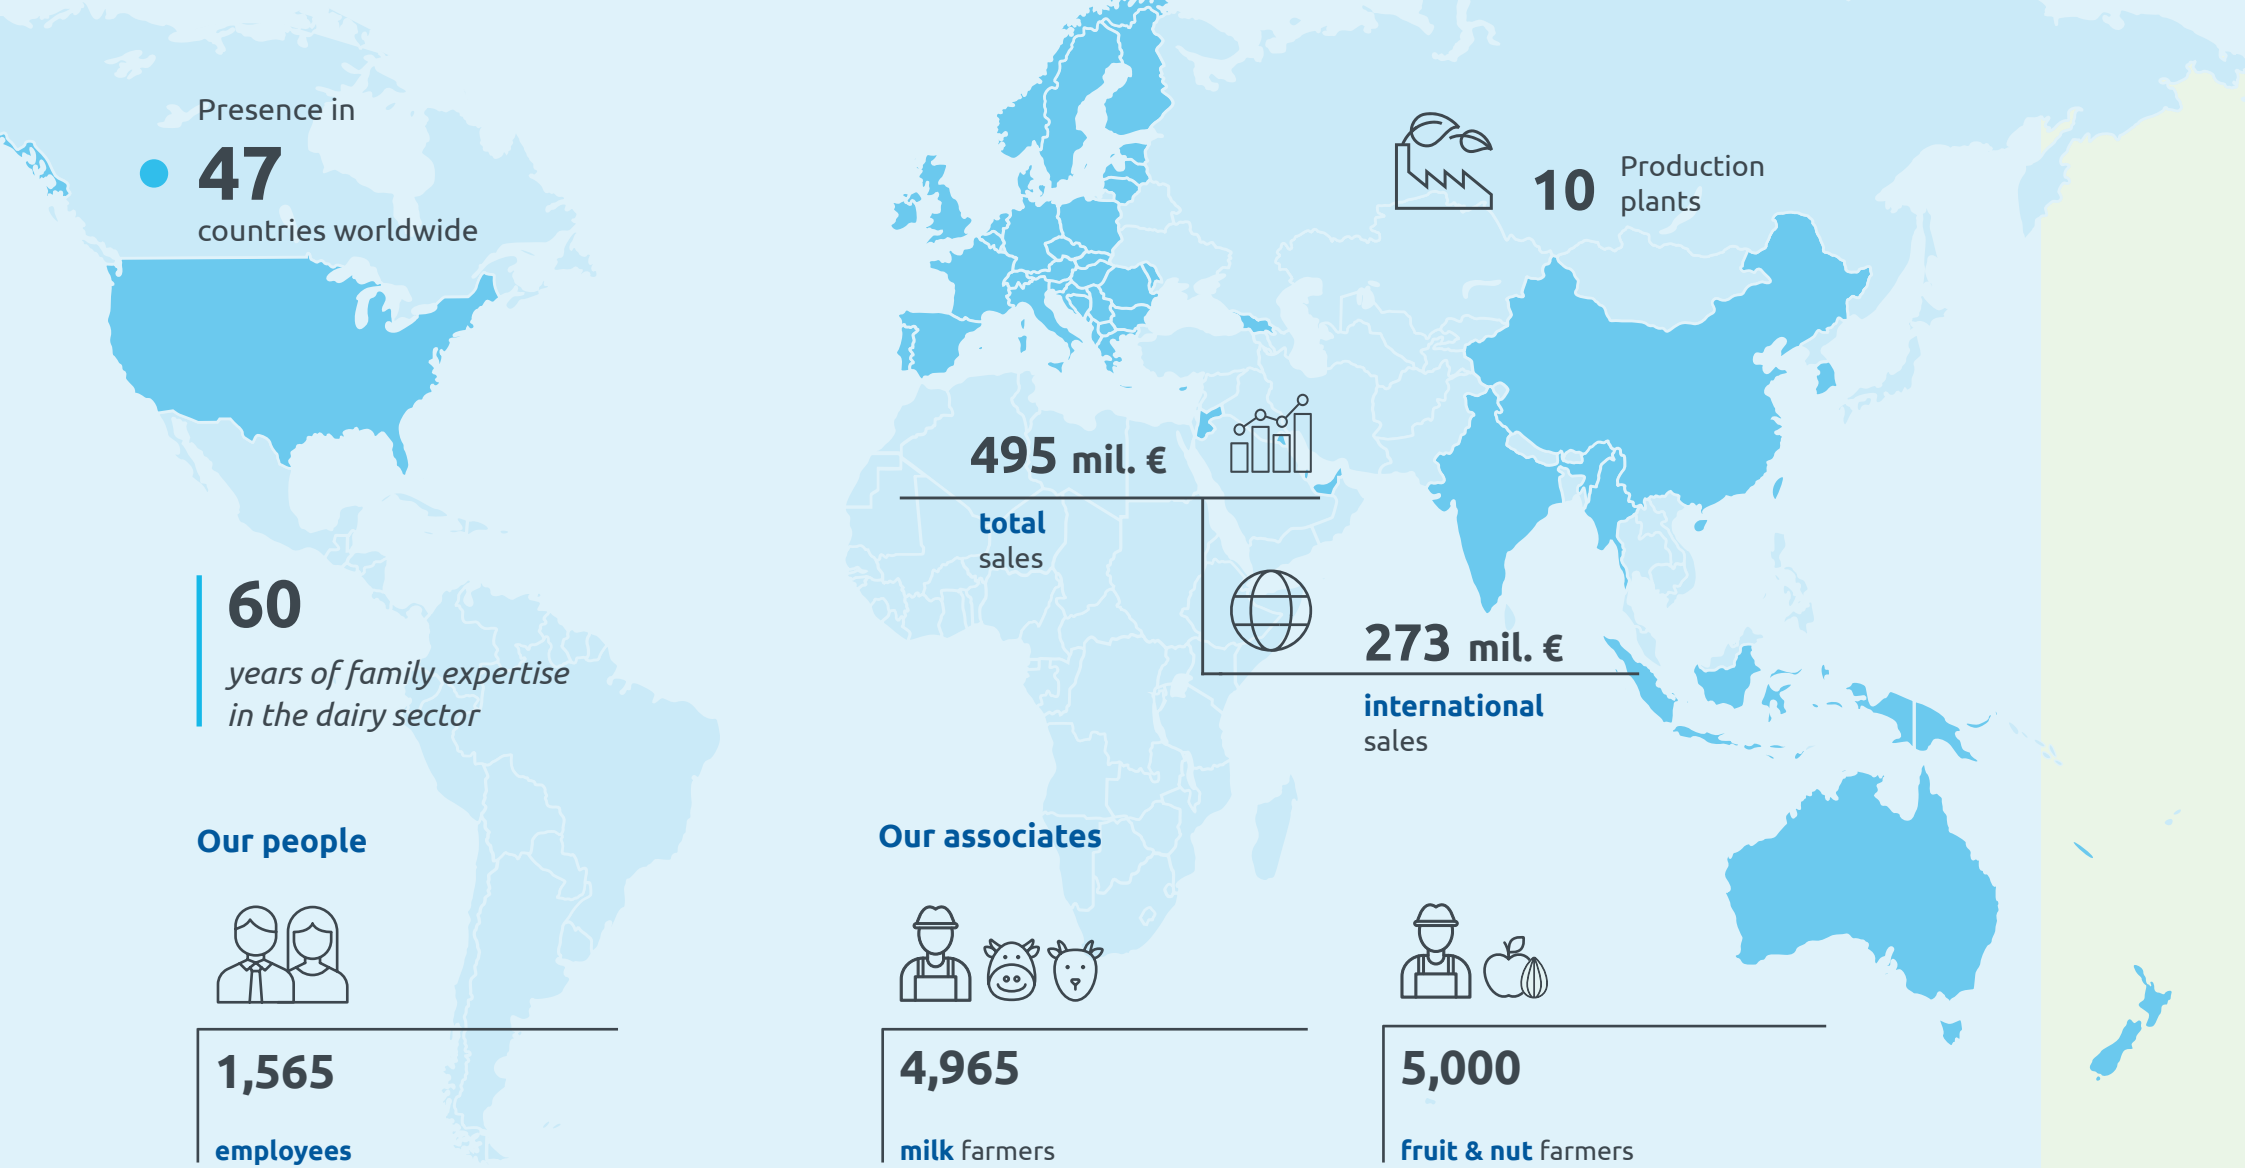 Presence in
47
countries worldwide
10 Production
plants
495 mil. €
total
sales
273 mil. €
international
sales
60
years of family expertise
in the dairy sector
Our people
1,565
employees
Our associates
4,965
milk farmers
5,000
fruit & nut farmers